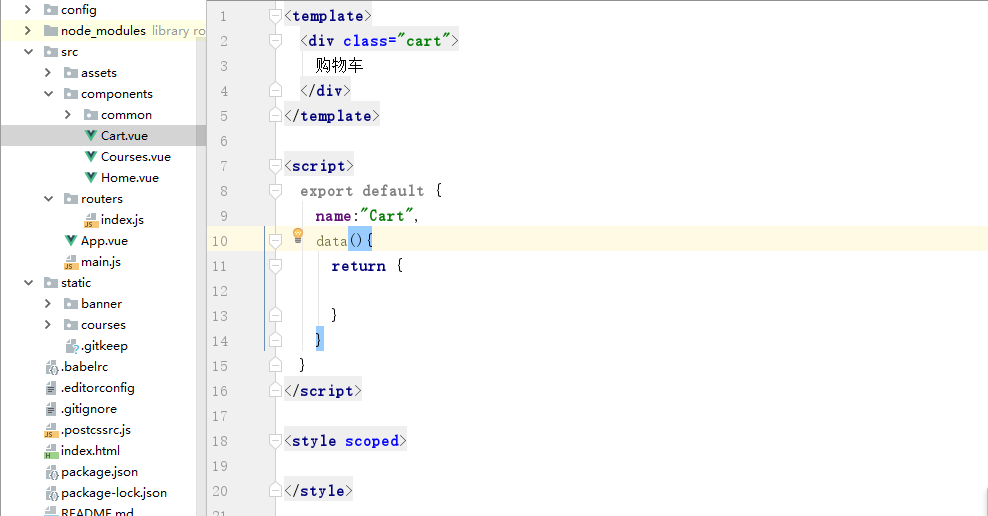 config
node_modules library ro
src
assets
components
common
Cart.vue
Courses.vue
Home.vue
routers
index.js
App.vue
main.js
static
banner
courses
.gitkeep
.babelrc
.editorconfig
.gitignore
.postcssrc.js
index.html
package.json
package-lock.json
README.md
1 <template>
2 <div class="cart">
3 购物车
4 </div>
5 </template>
6
7 <script>
8 export default {
9 name:"Cart",
10 data(){
11 return {
12
13 }
14 }
15 }
16 </script>
17
18 <style scoped>
19
20 </style>
21